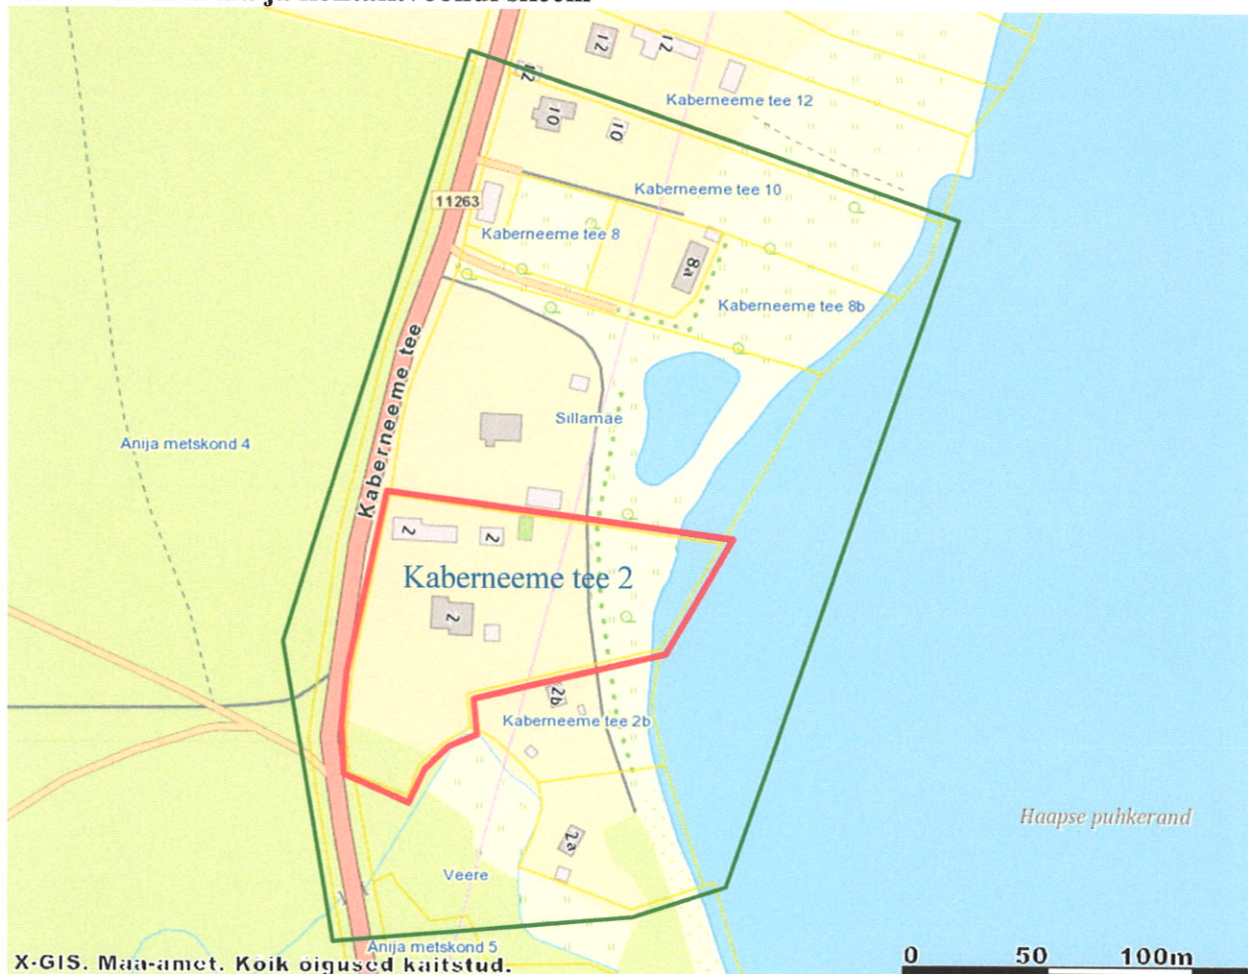 12
12
12
Kaberneeme tee 12
10
10
Kaberneeme tee 10
11263
Kaberneeme tee 8
8a
Kaberneeme tee 8b
Kaberneeme tee
Sillamäe
Anija metskond 4
2
2
Kaberneeme tee 2
2
2b
Kaberneeme tee 2b
Haapse puhkerand
2a
Veere
Anija metskond 5
X-GIS. Maa-amet. Kõik õigused kaitstud.
0 50 100m